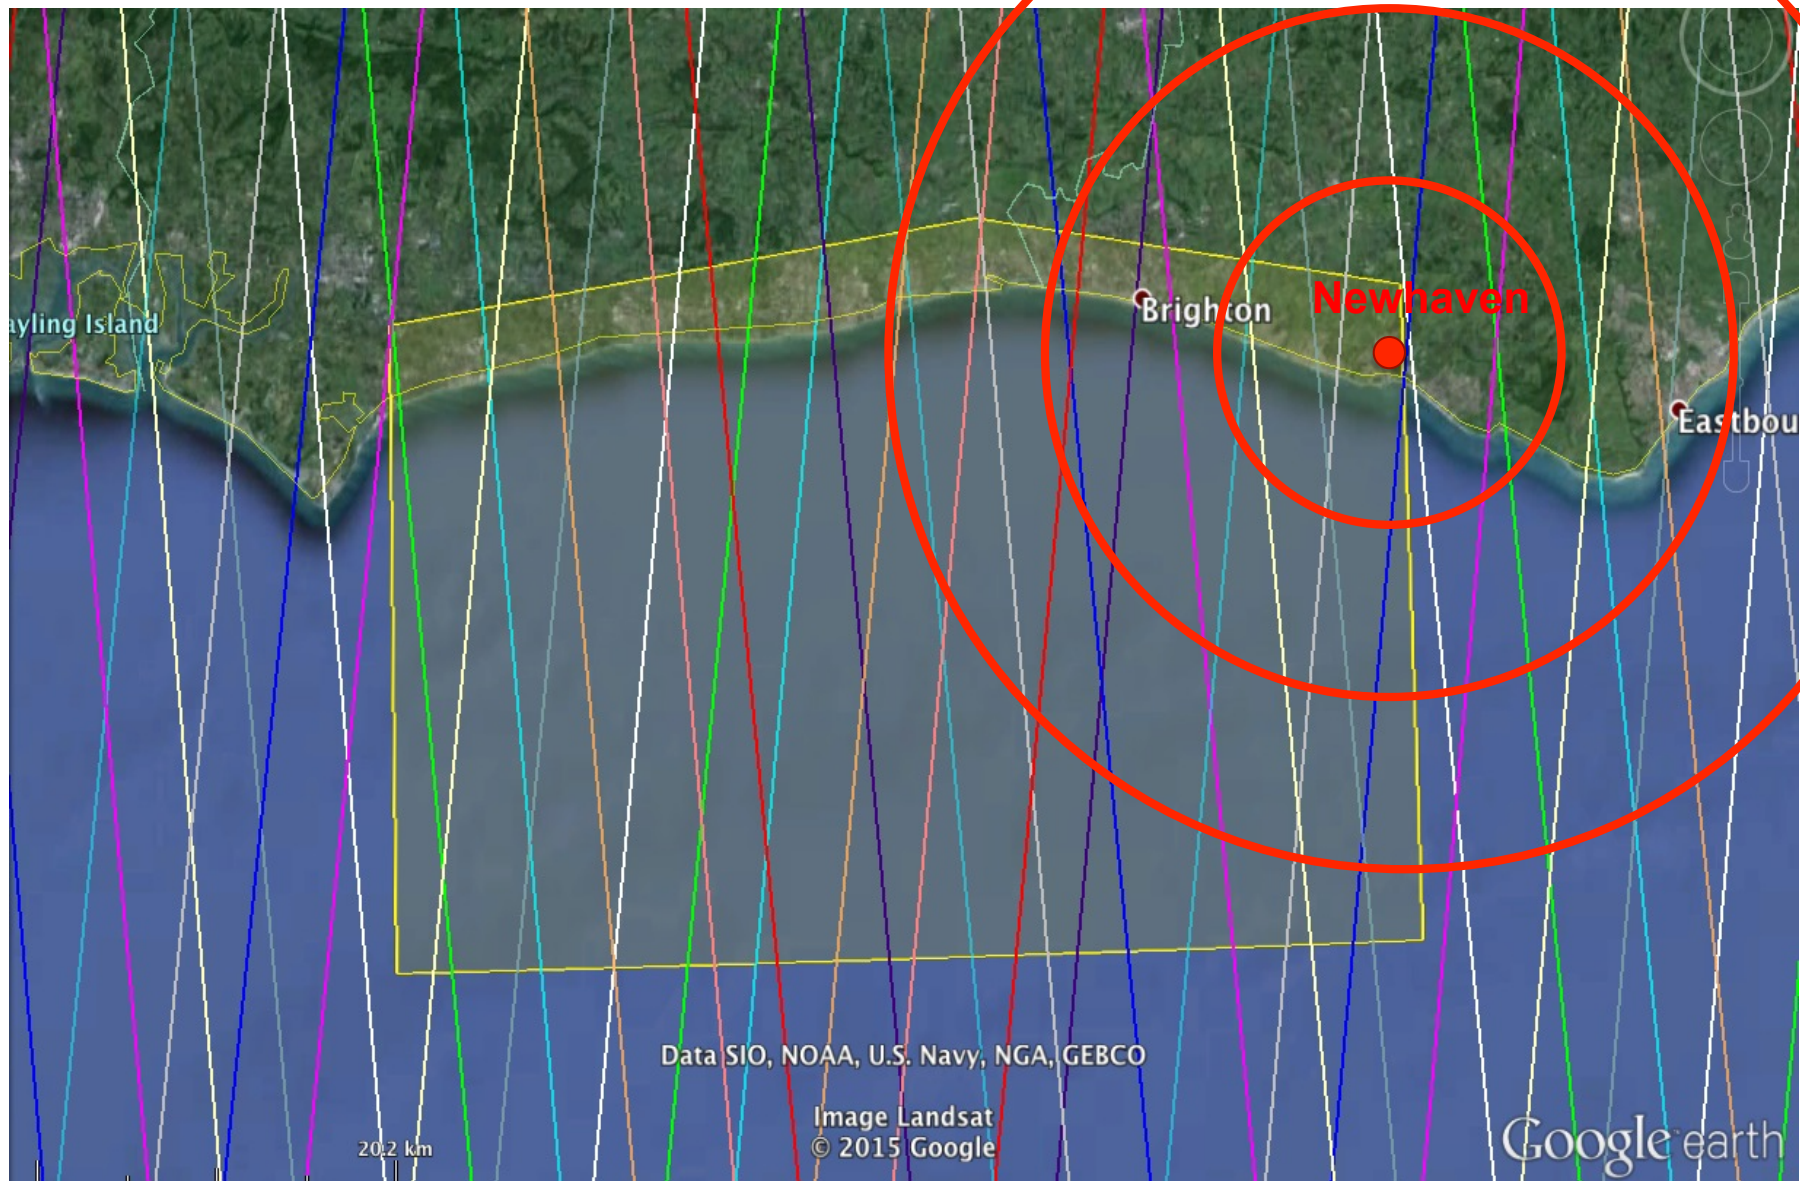 Newhaven
Brighton
ayling Island
Eastbou
Data SIO, NOAA, U.S. Navy, NGA, GEBCO
Image Landsat
© 2015 Google
20.2 km
Google earth